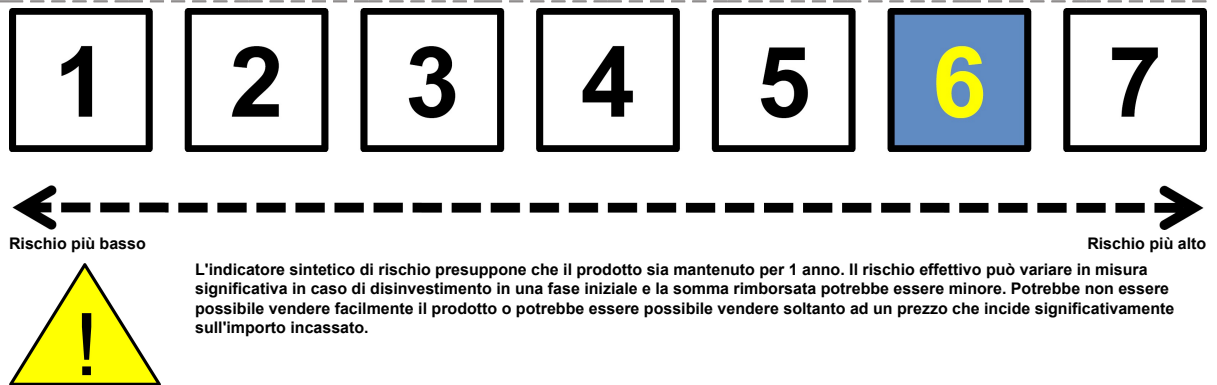 1 2 3 4 5 6 7
Rischio più basso Rischio più alto
!
L'indicatore sintetico di rischio presuppone che il prodotto sia mantenuto per 1 anno. Il rischio effettivo può variare in misura
significativa in caso di disinvestimento in una fase iniziale e la somma rimborsata potrebbe essere minore. Potrebbe non essere
possibile vendere facilmente il prodotto o potrebbe essere possibile vendere soltanto ad un prezzo che incide significativamente
sull'importo incassato.